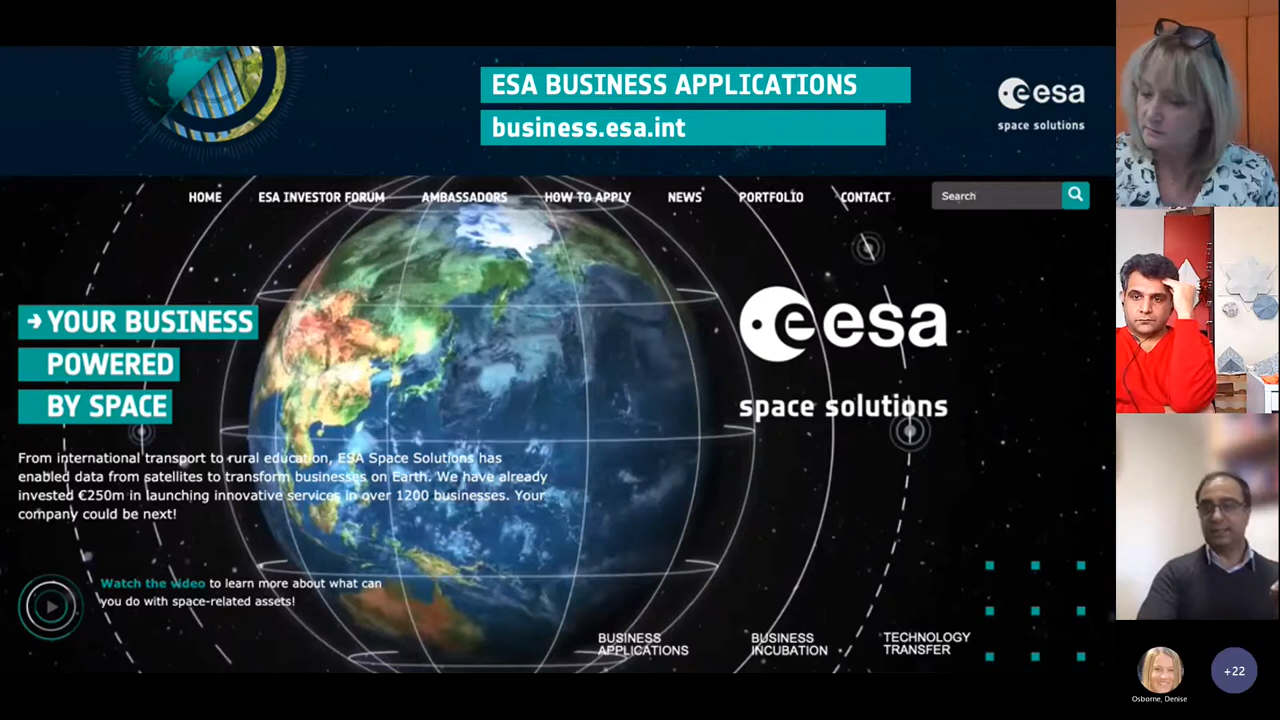 ESA BUSINESS APPLICATIONS
business.esa.int
esa
space solutions
HOME ESA INVESTOR FORUM AMBASSADORS HOW TO APPLY NEWS PORTFOLIO CONTACT Search
→ YOUR BUSINESS
POWERED
BY SPACE
esa
space solutions
From international transport to rural education, ESA Space Solutions has
enabled data from satellites to transform businesses on Earth. We have already
invested €250m in launching innovative services in over 1200 businesses. Your
company could be next!
Watch the video to learn more about what can
you do with space-related assets!
BUSINESS
APPLICATIONS
BUSINESS
INCUBATION
TECHNOLOGY
TRANSFER
Osborne, Denise
+22